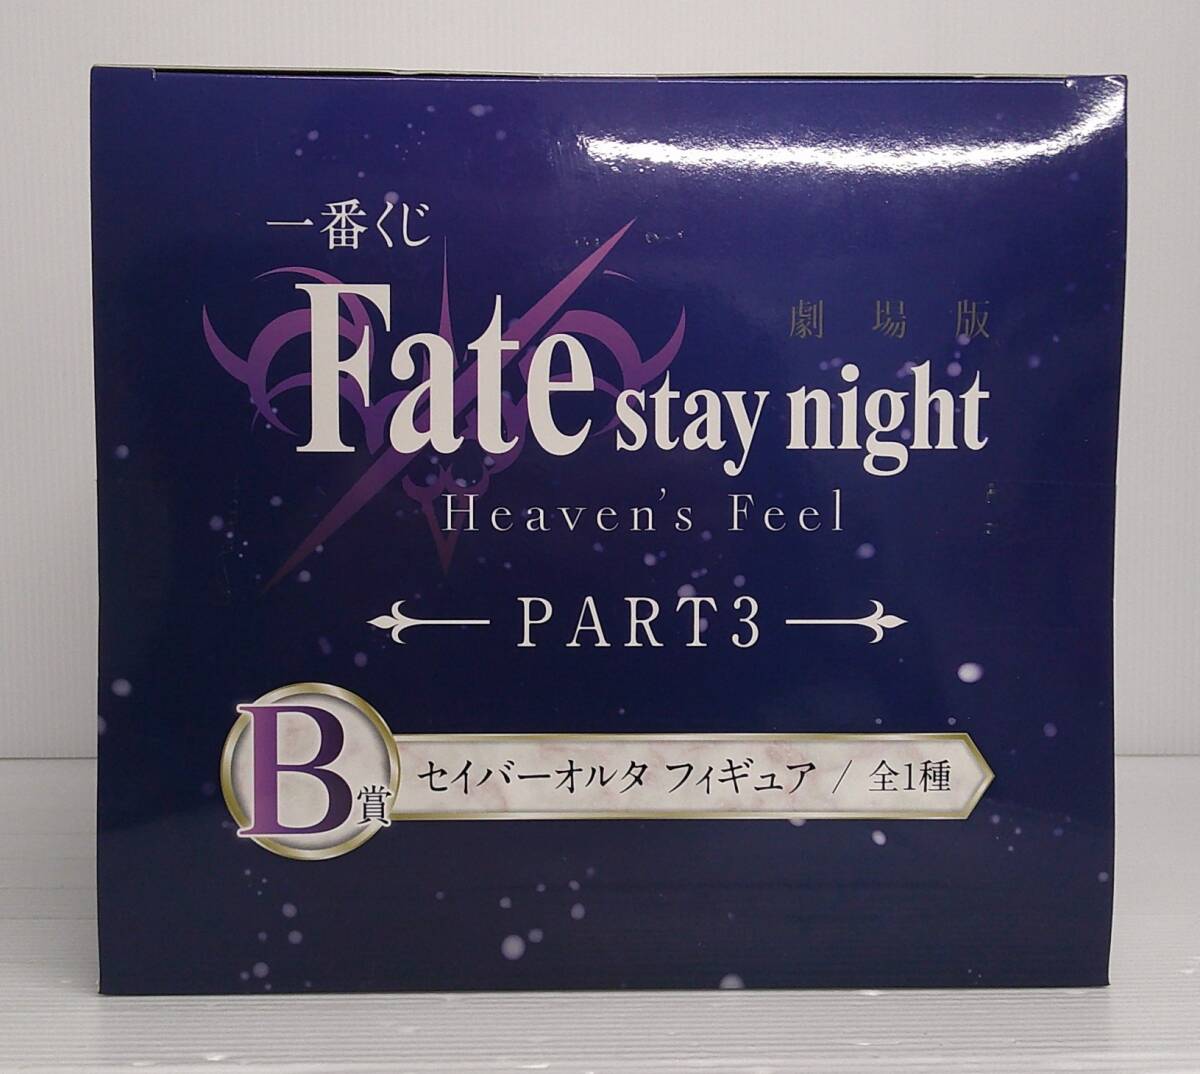 一番くじ
劇場版
Fate stay night
Heaven's Feel
PART3
B賞 セイバーオルタ フィギュア / 全1種